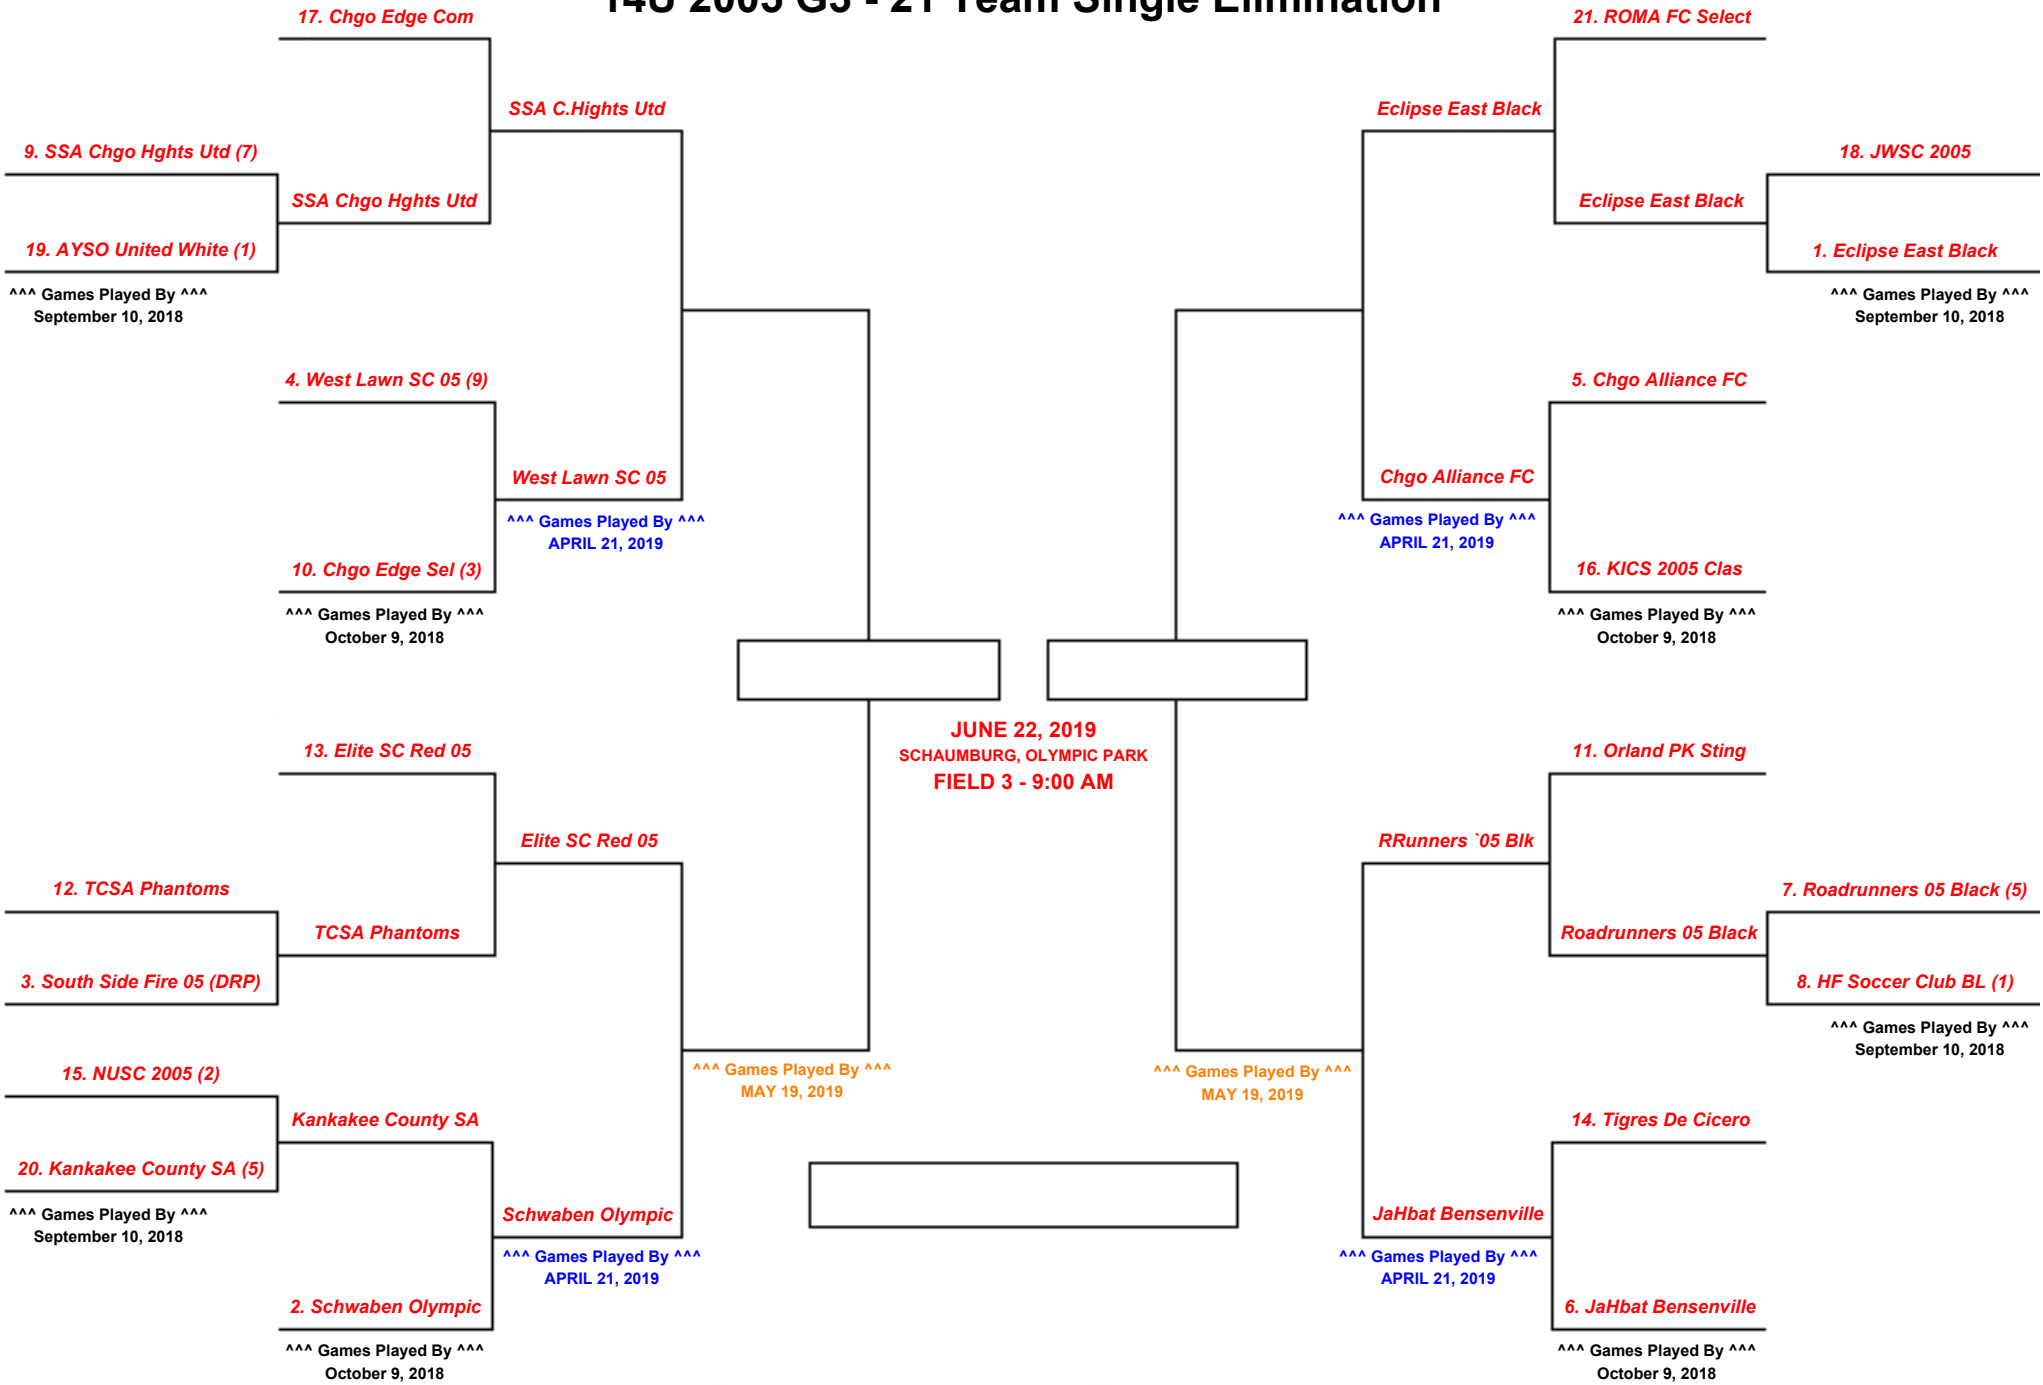 14U 2005 G3 - 21 Team Single Elimination
17. Chgo Edge Com
21. ROMA FC Select
SSA C.Hights Utd
Eclipse East Black
9. SSA Chgo Hghts Utd (7)
18. JWSC 2005
SSA Chgo Hghts Utd
Eclipse East Black
19. AYSO United White (1)
1. Eclipse East Black
^^^ Games Played By ^^^
September 10, 2018
^^^ Games Played By ^^^
September 10, 2018
4. West Lawn SC 05 (9)
5. Chgo Alliance FC
West Lawn SC 05
Chgo Alliance FC
^^^ Games Played By ^^^
APRIL 21, 2019
^^^ Games Played By ^^^
APRIL 21, 2019
10. Chgo Edge Sel (3)
16. KICS 2005 Clas
^^^ Games Played By ^^^
October 9, 2018
^^^ Games Played By ^^^
October 9, 2018
JUNE 22, 2019
SCHAUMBURG, OLYMPIC PARK
FIELD 3 - 9:00 AM
13. Elite SC Red 05
11. Orland PK Sting
Elite SC Red 05
RRunners `05 Blk
12. TCSA Phantoms
7. Roadrunners 05 Black (5)
TCSA Phantoms
Roadrunners 05 Black
3. South Side Fire 05 (DRP)
8. HF Soccer Club BL (1)
^^^ Games Played By ^^^
September 10, 2018
^^^ Games Played By ^^^
MAY 19, 2019
^^^ Games Played By ^^^
MAY 19, 2019
15. NUSC 2005 (2)
Kankakee County SA
14. Tigres De Cicero
20. Kankakee County SA (5)
^^^ Games Played By ^^^
September 10, 2018
Schwaben Olympic
JaHbat Bensenville
^^^ Games Played By ^^^
APRIL 21, 2019
^^^ Games Played By ^^^
APRIL 21, 2019
2. Schwaben Olympic
6. JaHbat Bensenville
^^^ Games Played By ^^^
October 9, 2018
^^^ Games Played By ^^^
October 9, 2018